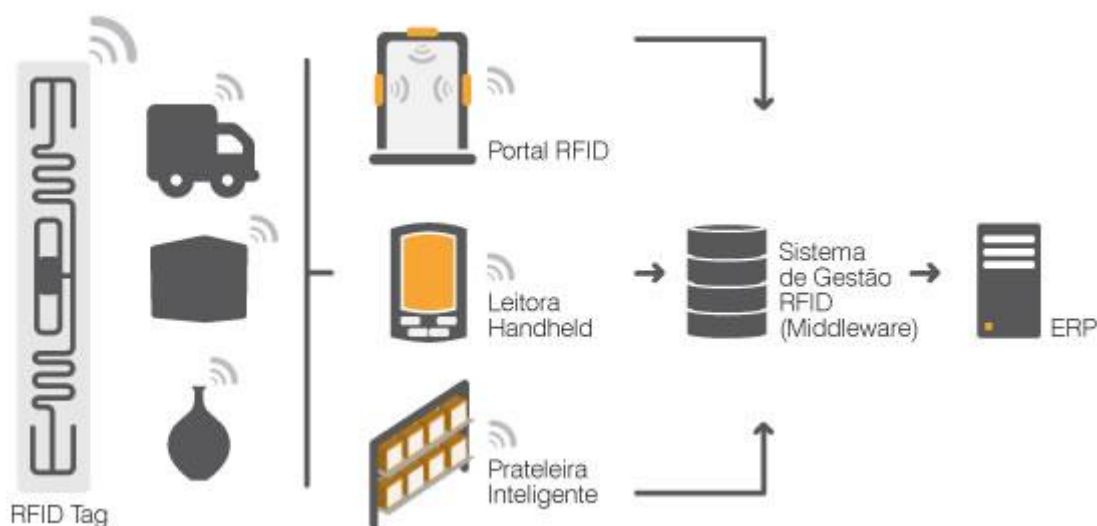 RFID Tag
Portal RFID
Leitora
Handheld
Prateleira
Inteligente
Sistema
de Gestão
RFID
(Middleware)
ERP